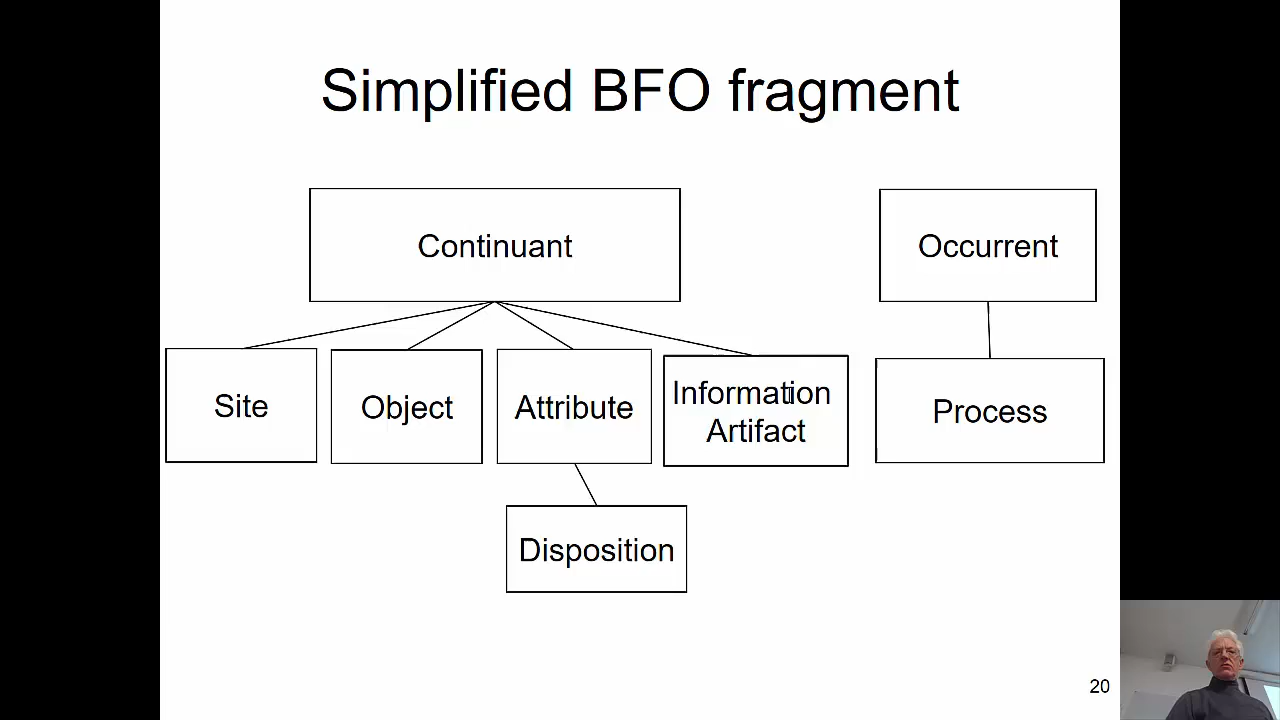 Simplified BFO fragment
Continuant
Occurrent
Site
Object
Attribute
Information
Artifact
Process
Disposition
20